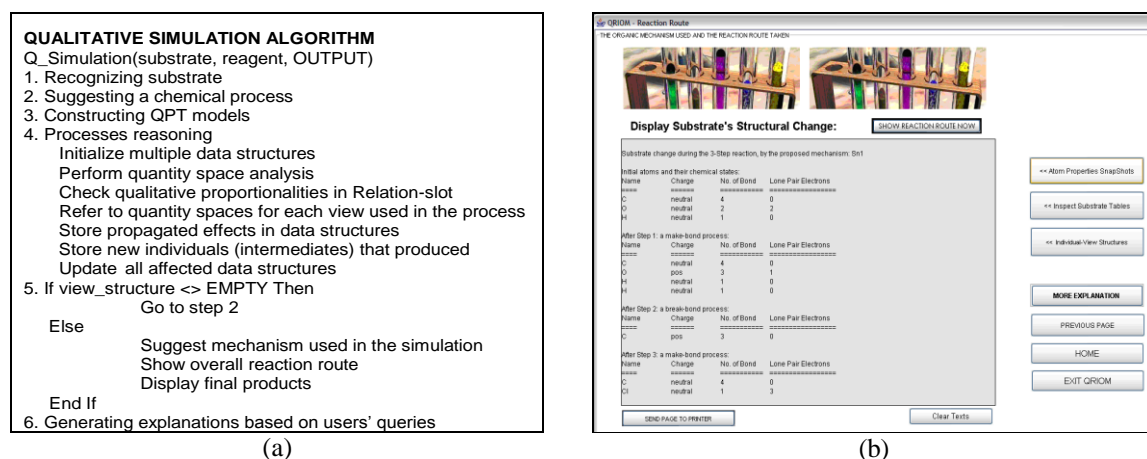 QUALITATIVE SIMULATION ALGORITHM
Q_Simulation(substrate, reagent, OUTPUT)
1. Recognizing substrate
2. Suggesting a chemical process
3. Constructing QPT models
4. Processes reasoning
Initialize multiple data structures
Perform quantity space analysis
Check qualitative proportionalities in Relation-slot
Refer to quantity spaces for each view used in the process
Store propagated effects in data structures
Store new individuals (intermediates) that produced
Update all affected data structures
5. If view_structure <> EMPTY Then
Go to step 2
Else
Suggest mechanism used in the simulation
Show overall reaction route
Display final products
End If
6. Generating explanations based on users' queries
(a)
QRIOM - Reaction Route
THE ORGANIC MECHANISM USED AND THE REACTION ROUTE TAKEN
Display Substrate's Structural Change:
SHOW REACTION ROUTE NOW
Substrate change during the 3-Step reaction, by the proposed mechanism: Sn1
Initial atoms and their chemical states:
Name Charge No. of Bond Lone Pair Electrons
==== ====== =========== =================
C neutral 4 0
O neutral 2 2
H neutral 1 0
After Step 1: a make-bond process:
Name Charge No. of Bond Lone Pair Electrons
==== ====== =========== =================
C neutral 4 0
O pos 3 1
H neutral 1 0
H neutral 1 0
After Step 2: a break-bond process:
Name Charge No. of Bond Lone Pair Electrons
==== ====== =========== =================
C pos 3 0
After Step 3: a make-bond process:
Name Charge No. of Bond Lone Pair Electrons
==== ====== =========== =================
C neutral 4 0
Cl neutral 1 3
SEND PAGE TO PRINTER
Clear Texts
<< Atom Properties SnapShots
<< Inspect Substrate Tables
<< Individual-View Structures
MORE EXPLANATION
PREVIOUS PAGE
HOME
EXIT QRIOM
(b)